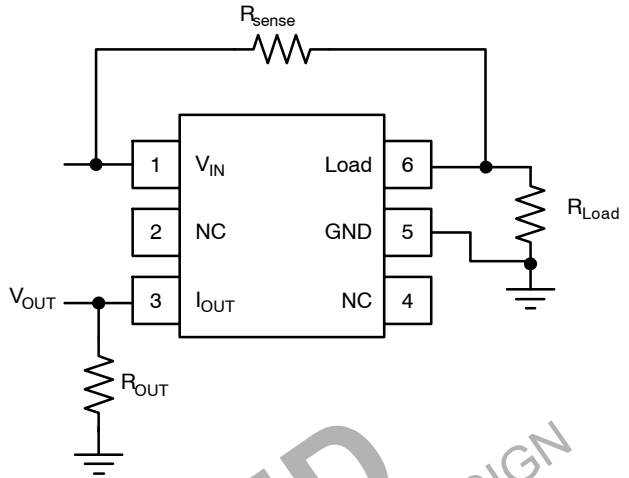 Rsense
1 VIN Load 6
RLoad
2 NC GND 5
VOUT 3 IOUT NC 4
ROUT